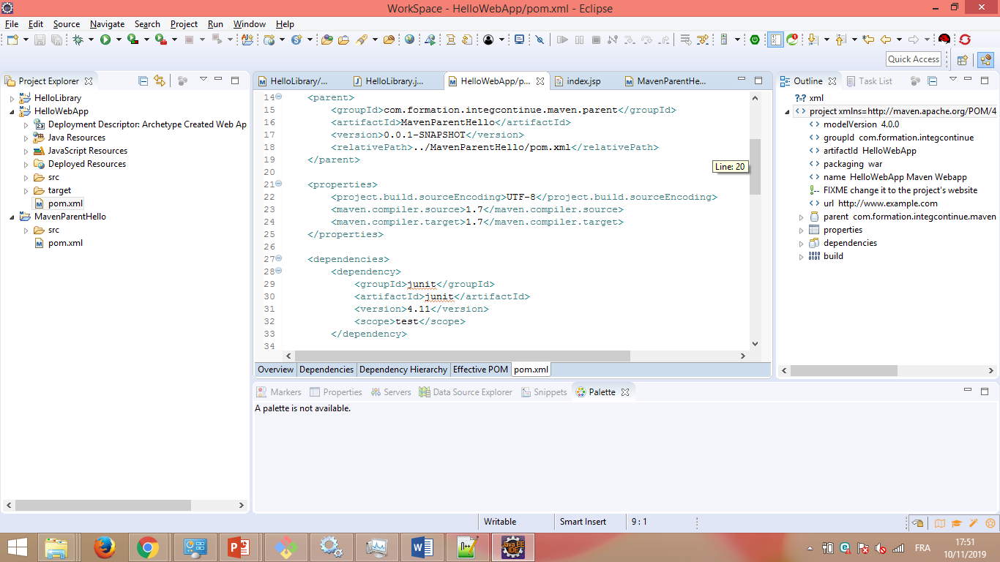 WorkSpace - HelloWebApp/pom.xml - Eclipse
File Edit Source Navigate Search Project Run Window Help
Quick Access
Project Explorer
HelloLibrary
HelloWebApp
Deployment Descriptor: Archetype Created Web Ap
Java Resources
JavaScript Resources
Deployed Resources
src
target
pom.xml
MavenParentHello
src
pom.xml
HelloLibrary/... HelloLibrary.j... HelloWebApp/p... index.jsp MavenParentHe...
14 <parent>
15 <groupId>com.formation.integcontinue.maven.parent</groupId>
16 <artifactId>MavenParentHello</artifactId>
17 <version>0.0.1-SNAPSHOT</version>
18 <relativePath>../MavenParentHello/pom.xml</relativePath>
19 </parent>
20
21 <properties>
22 <project.build.sourceEncoding>UTF-8</project.build.sourceEncoding>
23 <maven.compiler.source>1.7</maven.compiler.source>
24 <maven.compiler.target>1.7</maven.compiler.target>
25 </properties>
26
27 <dependencies>
28 <dependency>
29 <groupId>junit</groupId>
30 <artifactId>junit</artifactId>
31 <version>4.11</version>
32 <scope>test</scope>
33 </dependency>
34
Line: 20
Overview Dependencies Dependency Hierarchy Effective POM pom.xml
Outline Task List
xml
project xmlns=http://maven.apache.org/POM/4
modelVersion 4.0.0
groupId com.formation.integcontinue
artifactId HelloWebApp
packaging war
name HelloWebApp Maven Webapp
FIXME change it to the project's website
url http://www.example.com
parent com.formation.integcontinue.maven
properties
dependencies
build
Markers Properties Servers Data Source Explorer Snippets Palette
A palette is not available.
Writable Smart Insert 9 : 1
Java EE
IDE
FRA
17:51
10/11/2019